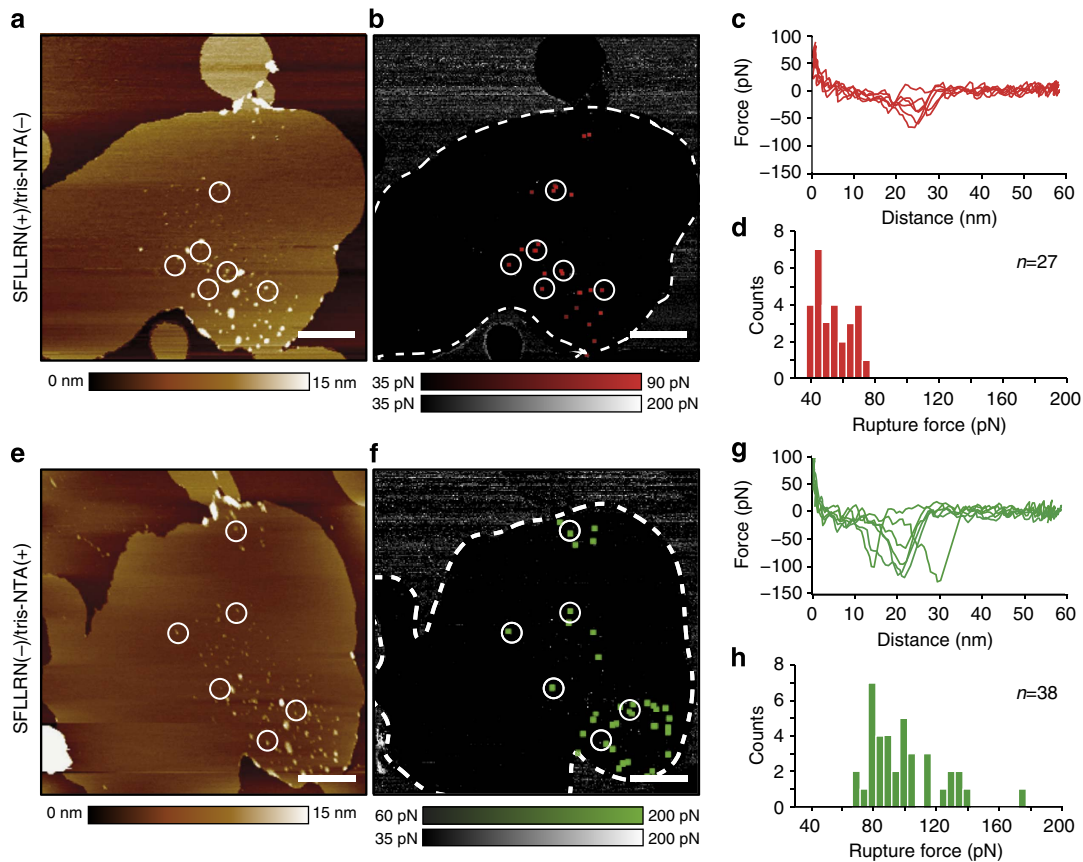 a
b
c
SFLLRN(+)/tris-NTA(–)
0 nm
15 nm
35 pN
90 pN
35 pN
200 pN
Force (pN)
100
50
0
−50
−100
−150
0 10 20 30 40 50 60
Distance (nm)
d
n=27
Counts
8
6
4
2
0
40 80 120 160 200
Rupture force (pN)
e
f
g
SFLLRN(–)/tris-NTA(+)
0 nm
15 nm
60 pN
200 pN
35 pN
200 pN
Force (pN)
100
50
0
−50
−100
−150
0 10 20 30 40 50 60
Distance (nm)
h
n=38
Counts
8
6
4
2
0
40 80 120 160 200
Rupture force (pN)